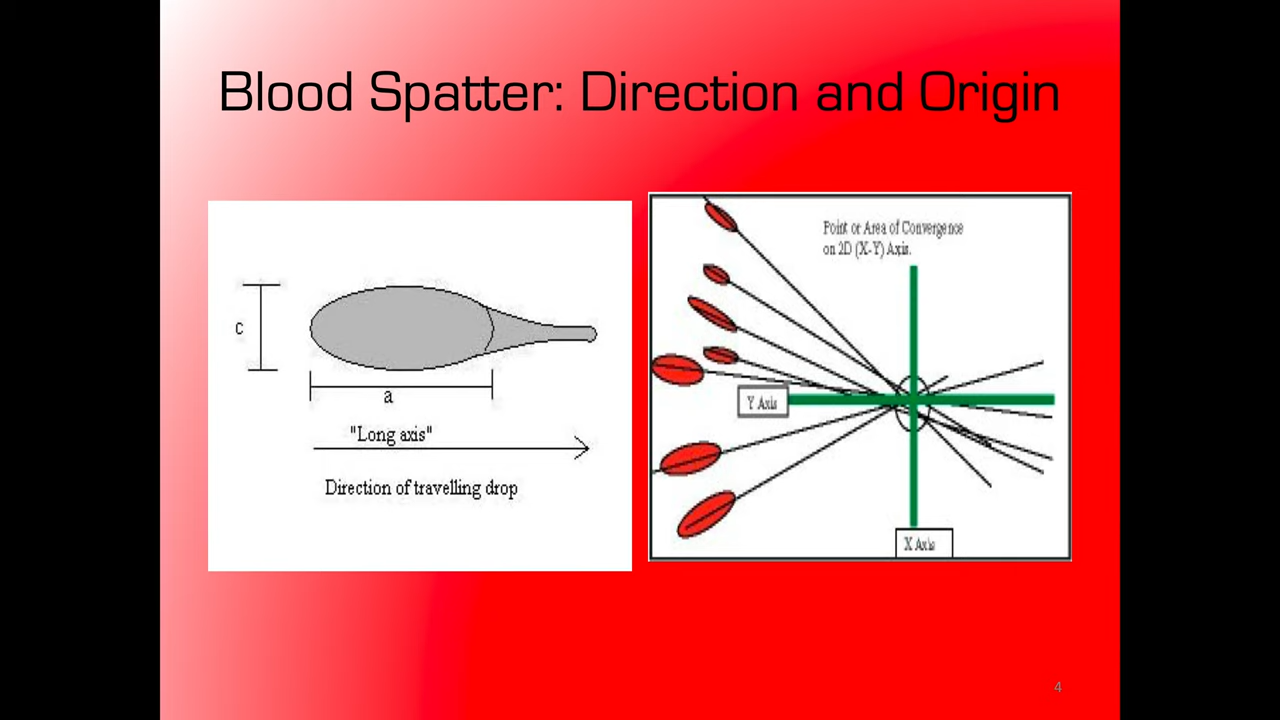 Blood Spatter: Direction and Origin
c
a
"Long axis"
Direction of travelling drop
Point or Area of Convergence
on 2D (X-Y) Axis.
Y Axis
X Axis
4